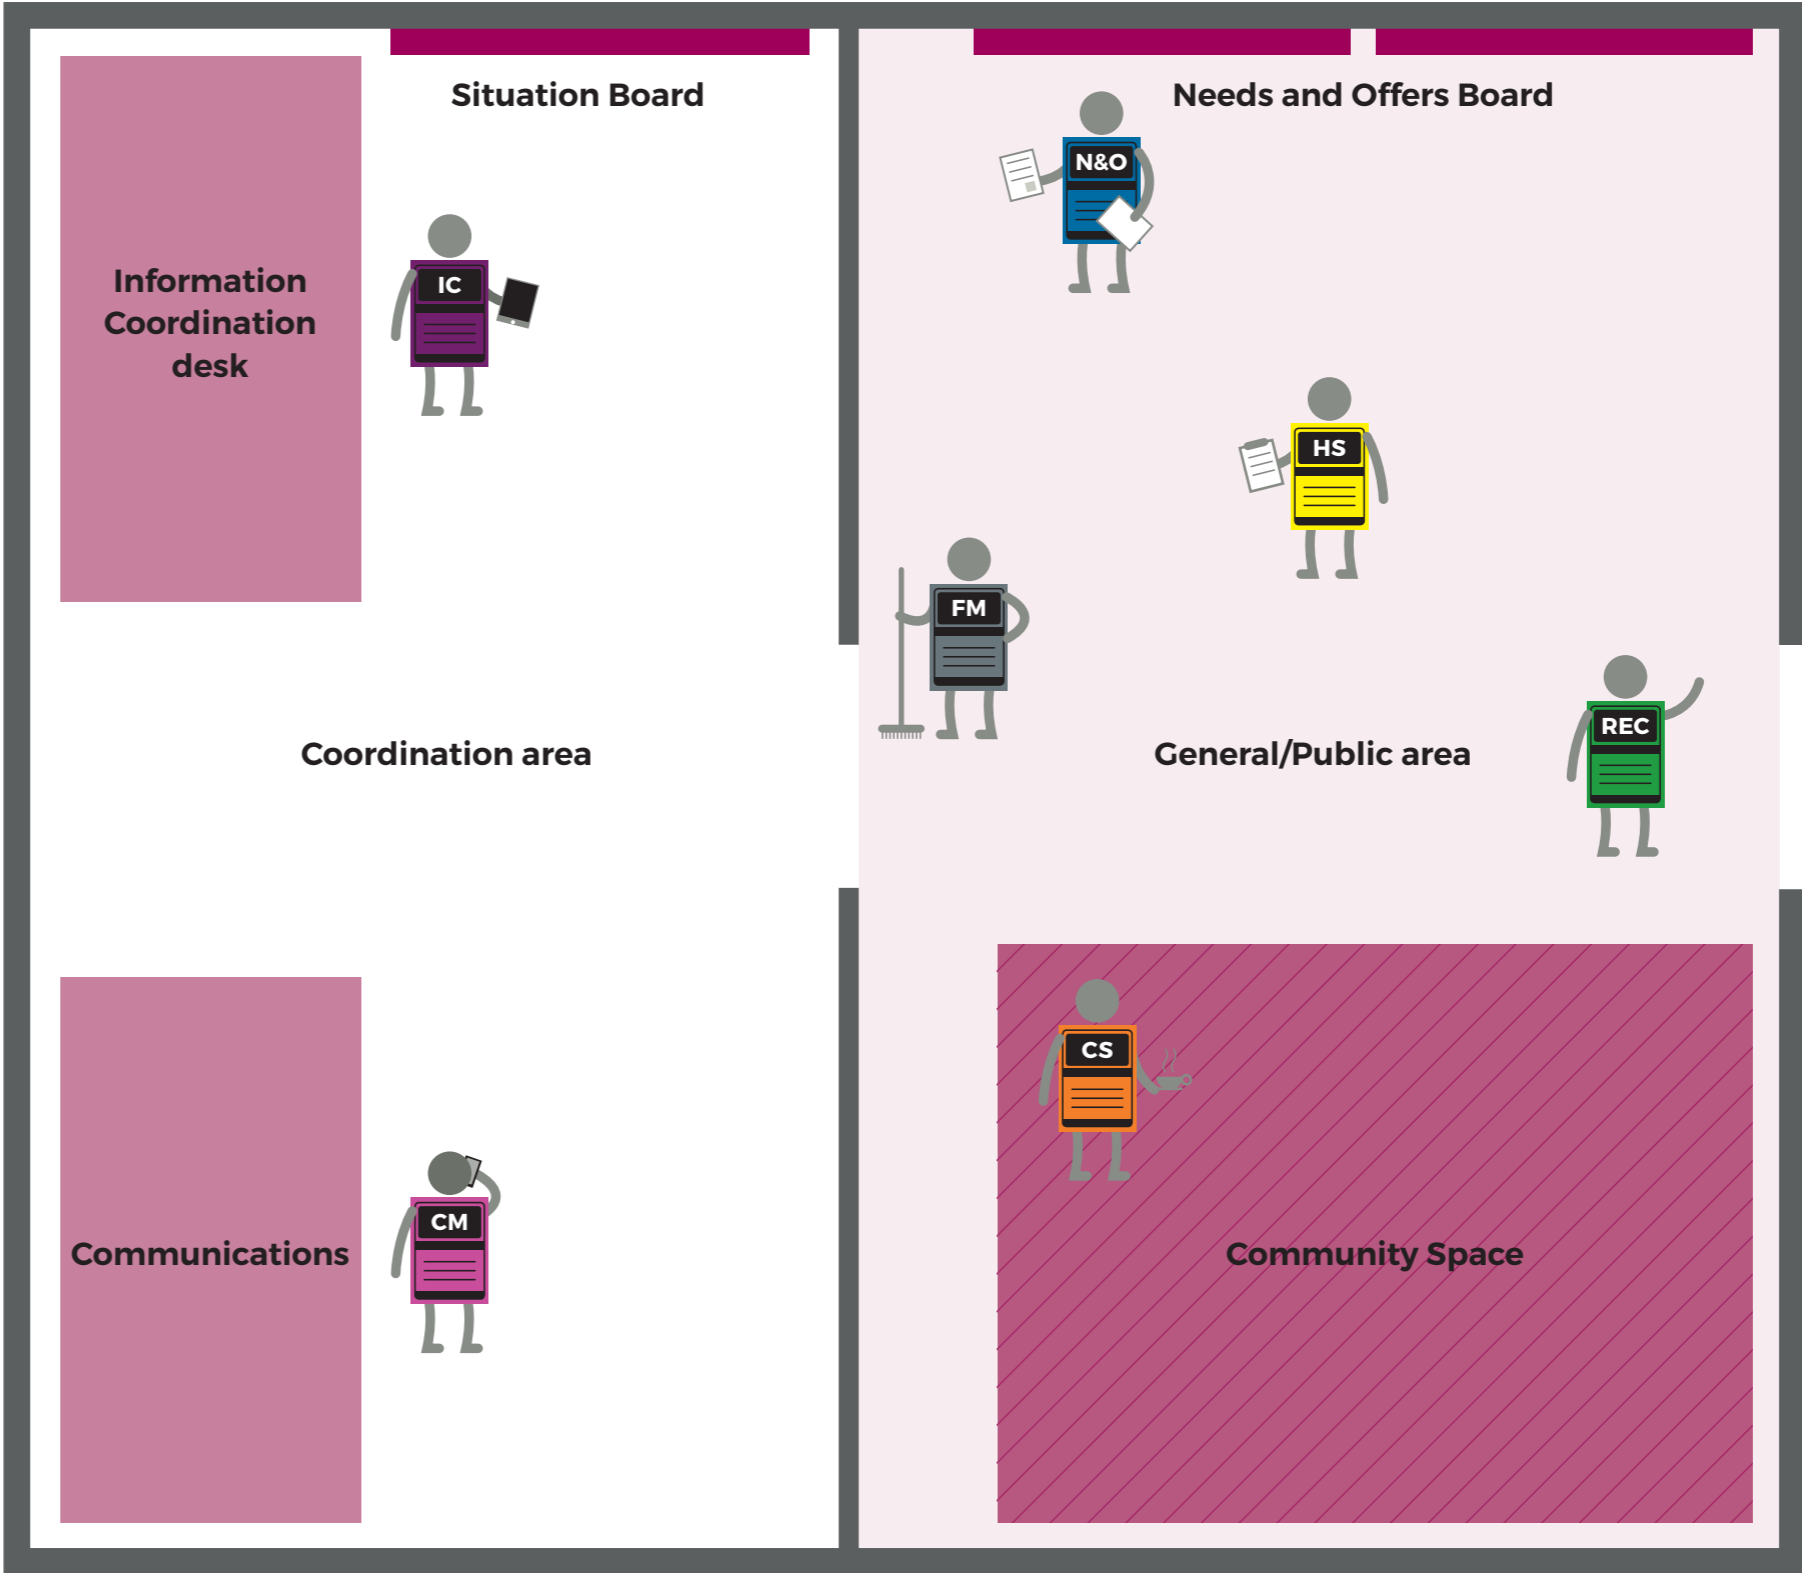 Situation Board
Needs and Offers Board
N&O
Information
Coordination
desk
IC
HS
FM
REC
Coordination area
General/Public area
CS
CM
Communications
Community Space